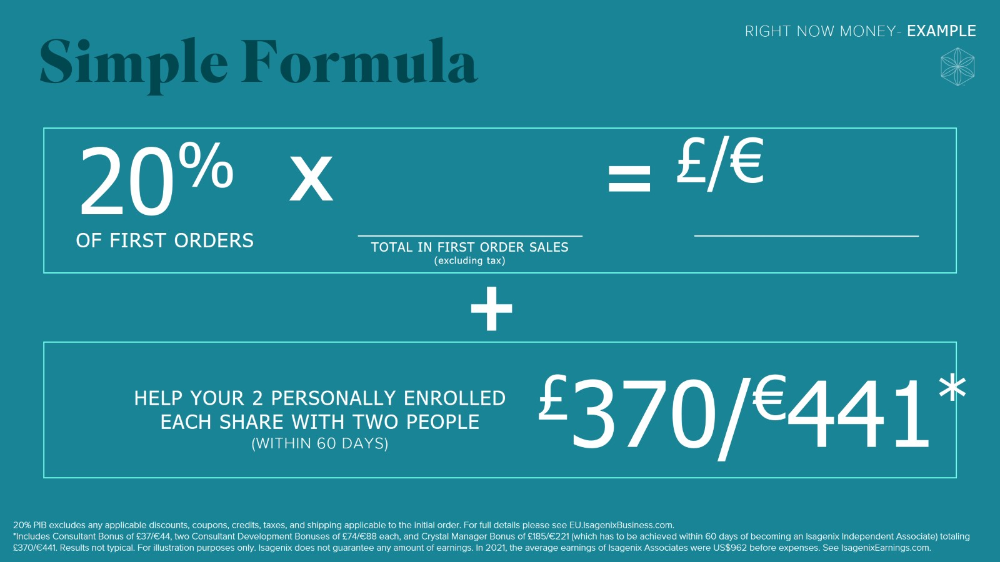 RIGHT NOW MONEY- EXAMPLE
Simple Formula
20% X = £/€
OF FIRST ORDERS
TOTAL IN FIRST ORDER SALES
(excluding tax)
+
HELP YOUR 2 PERSONALLY ENROLLED
EACH SHARE WITH TWO PEOPLE
(WITHIN 60 DAYS)
£370/€441*
20% PIB excludes any applicable discounts, coupons, credits, taxes, and shipping applicable to the initial order. For full details please see EU.IsagenixBusiness.com.
*Includes Consultant Bonus of £37/€44, two Consultant Development Bonuses of £74/€88 each, and Crystal Manager Bonus of £185/€221 (which has to be achieved within 60 days of becoming an Isagenix Independent Associate) totaling
£370/€441. Results not typical. For illustration purposes only. Isagenix does not guarantee any amount of earnings. In 2021, the average earnings of Isagenix Associates were US$962 before expenses. See IsagenixEarnings.com.